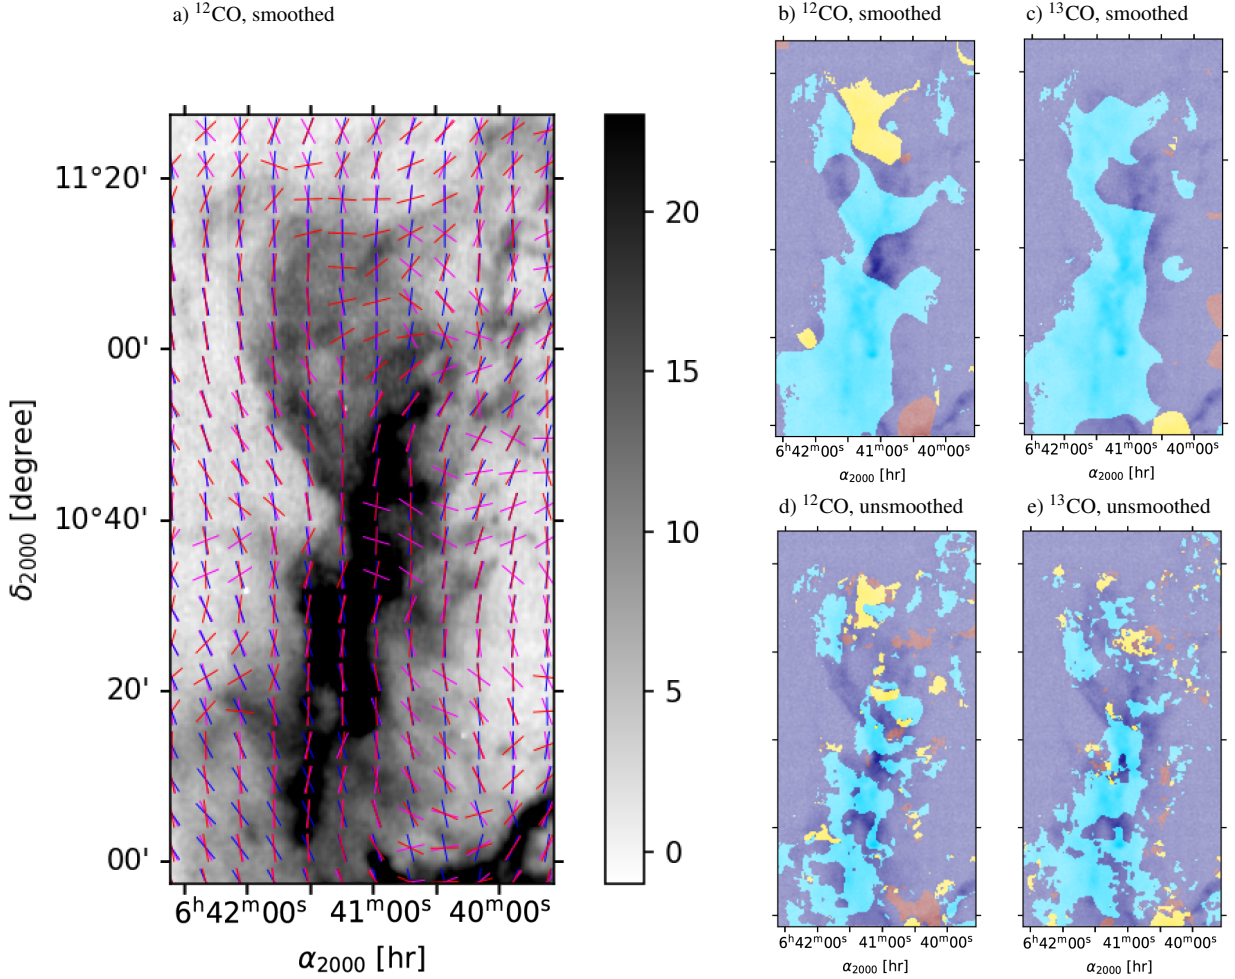 a) ¹²CO, smoothed
b) ¹²CO, smoothed
c) ¹³CO, smoothed
11°20'
00'
10°40'
20'
00'
δ₂₀₀₀ [degree]
6ʰ42ᵐ00ˢ 41ᵐ00ˢ 40ᵐ00ˢ
α₂₀₀₀ [hr]
20
15
10
5
0
6ʰ42ᵐ00ˢ 41ᵐ00ˢ 40ᵐ00ˢ
α₂₀₀₀ [hr]
6ʰ42ᵐ00ˢ 41ᵐ00ˢ 40ᵐ00ˢ
α₂₀₀₀ [hr]
d) ¹²CO, unsmoothed
e) ¹³CO, unsmoothed
6ʰ42ᵐ00ˢ 41ᵐ00ˢ 40ᵐ00ˢ
α₂₀₀₀ [hr]
6ʰ42ᵐ00ˢ 41ᵐ00ˢ 40ᵐ00ˢ
α₂₀₀₀ [hr]